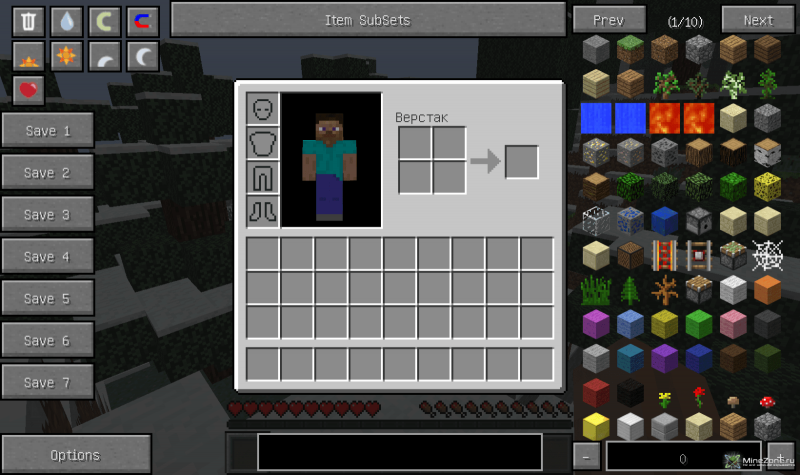 Item SubSets
Prev
(1/10)
Next
Save 1
Save 2
Save 3
Save 4
Save 5
Save 6
Save 7
Верстак
Options
-
0
+
MineZone.ru